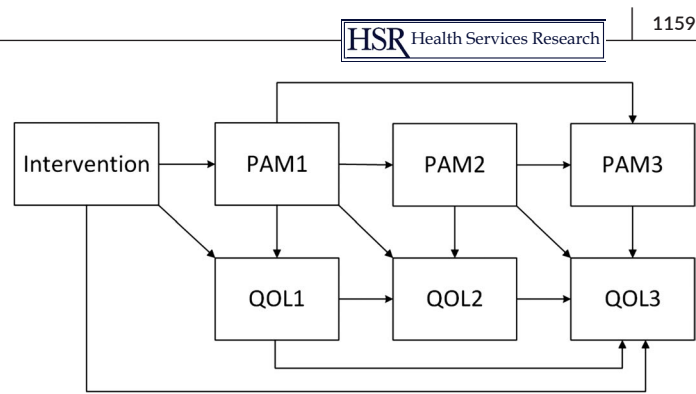 1159
HSR Health Services Research
Intervention
PAM1
PAM2
PAM3
QOL1
QOL2
QOL3